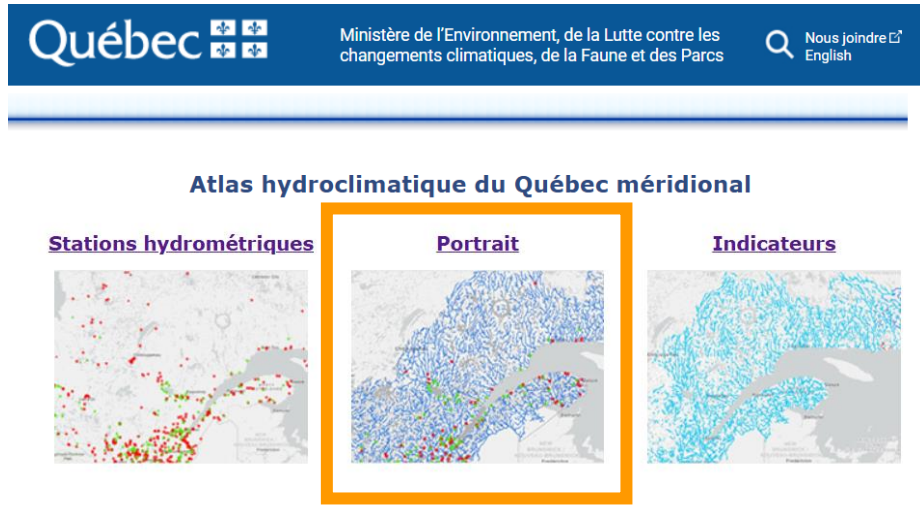 Québec
Ministère de l'Environnement, de la Lutte contre les
changements climatiques, de la Faune et des Parcs
Nous joindre
English
Atlas hydroclimatique du Québec méridional
Stations hydrométriques
Portrait
Indicateurs